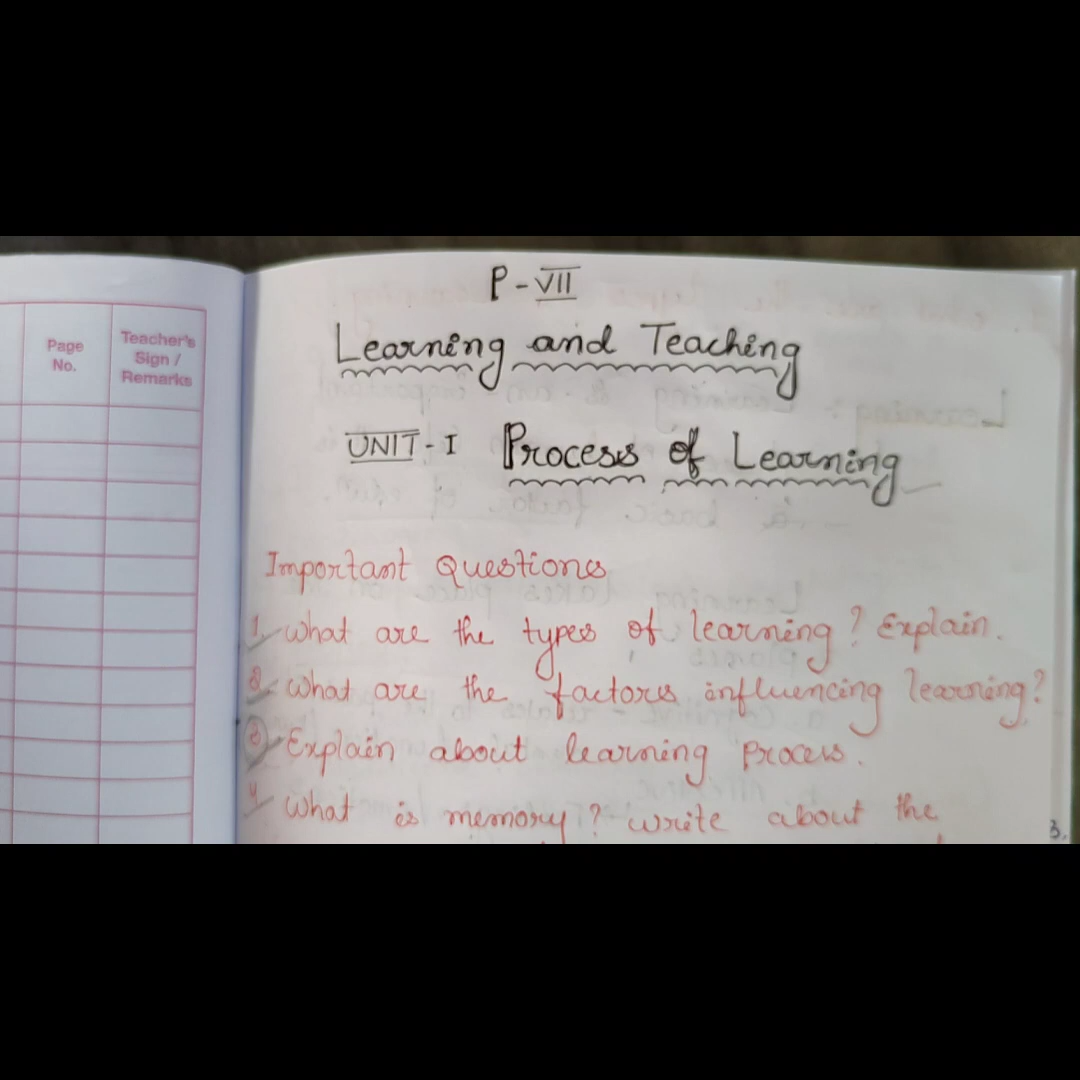 Page
No.
Teacher's
Sign /
Remarks
P - VII
Learning and Teaching
UNIT - I Process of Learning
Important Questions
1. What are the types of learning? Explain.
2. What are the factors influencing learning?
3. Explain about learning process.
4. What is memory? write about the
3.